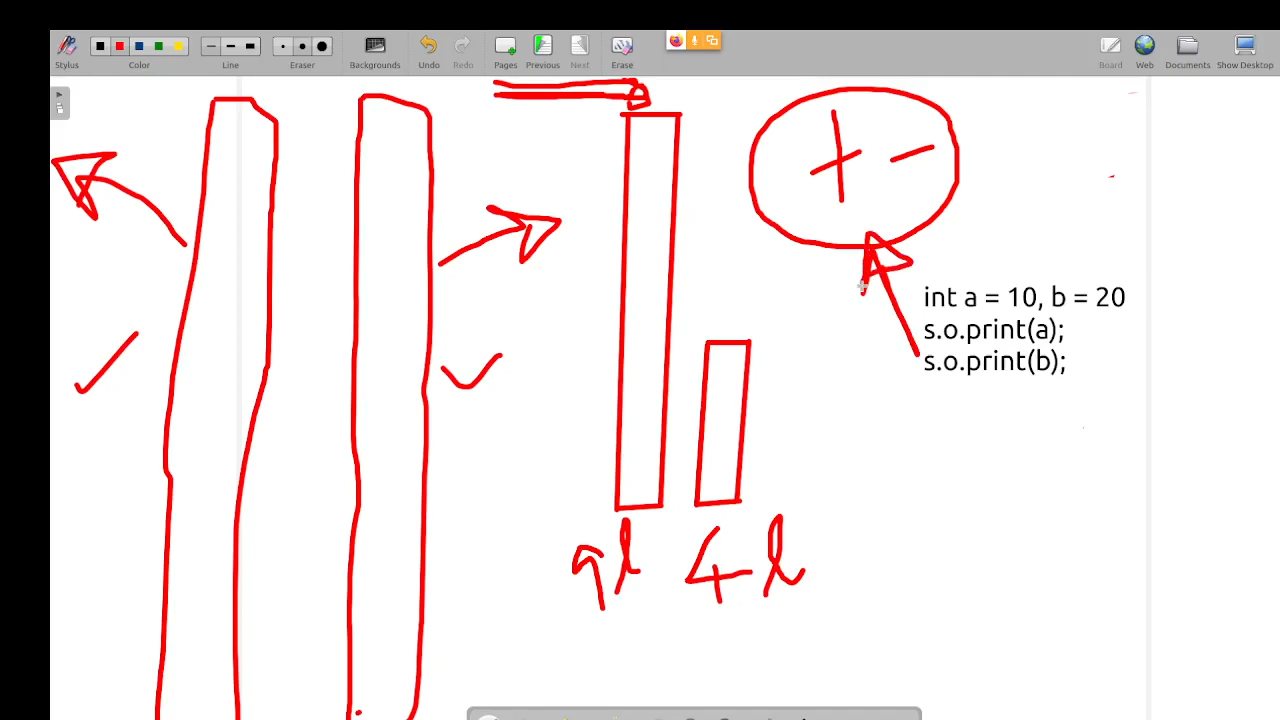 Stylus
Color
Line
Eraser
Backgrounds
Undo
Redo
Pages
Previous
Next
Erase
Board
Web
Documents
Show Desktop
+ -
int a = 10, b = 20
s.o.print(a);
s.o.print(b);
9l 4l